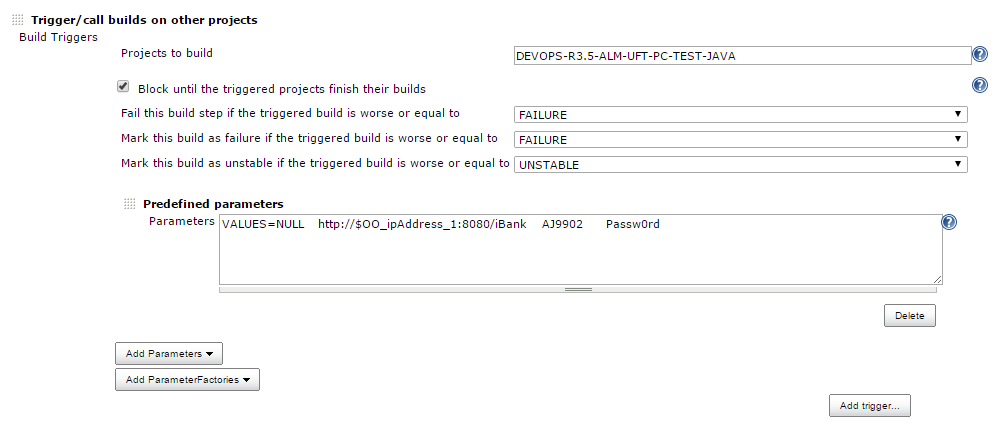 Trigger/call builds on other projects
Build Triggers
Projects to build DEVOPS-R3.5-ALM-UFT-PC-TEST-JAVA
Block until the triggered projects finish their builds
Fail this build step if the triggered build is worse or equal to FAILURE
Mark this build as failure if the triggered build is worse or equal to FAILURE
Mark this build as unstable if the triggered build is worse or equal to UNSTABLE
Predefined parameters
Parameters VALUES=NULL http://$OO_ipAddress_1:8080/iBank AJ9902 Passw0rd
Delete
Add Parameters
Add ParameterFactories
Add trigger...